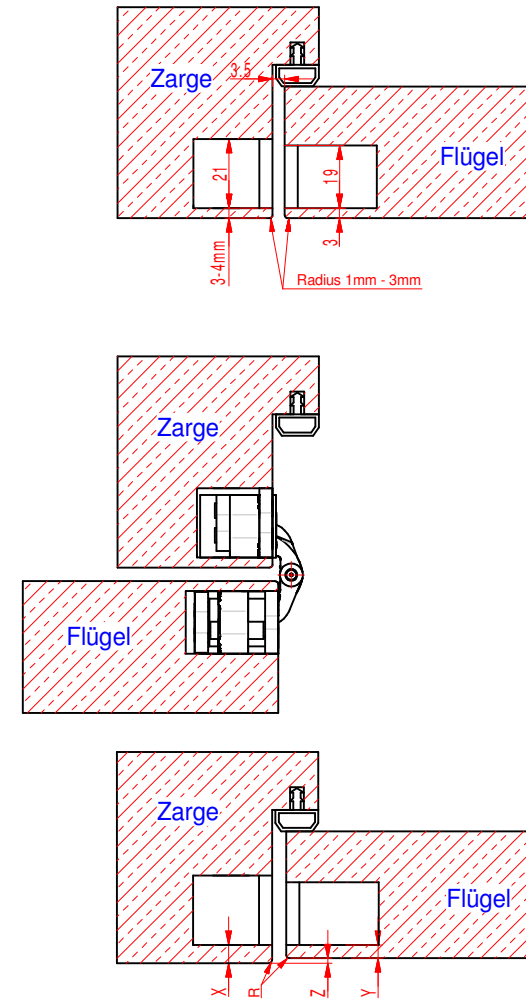 3.5
Zarge
Flügel
21
19
3-4mm
3
Radius 1mm - 3mm
Zarge
Flügel
Zarge
Flügel
X
R
Z
Y